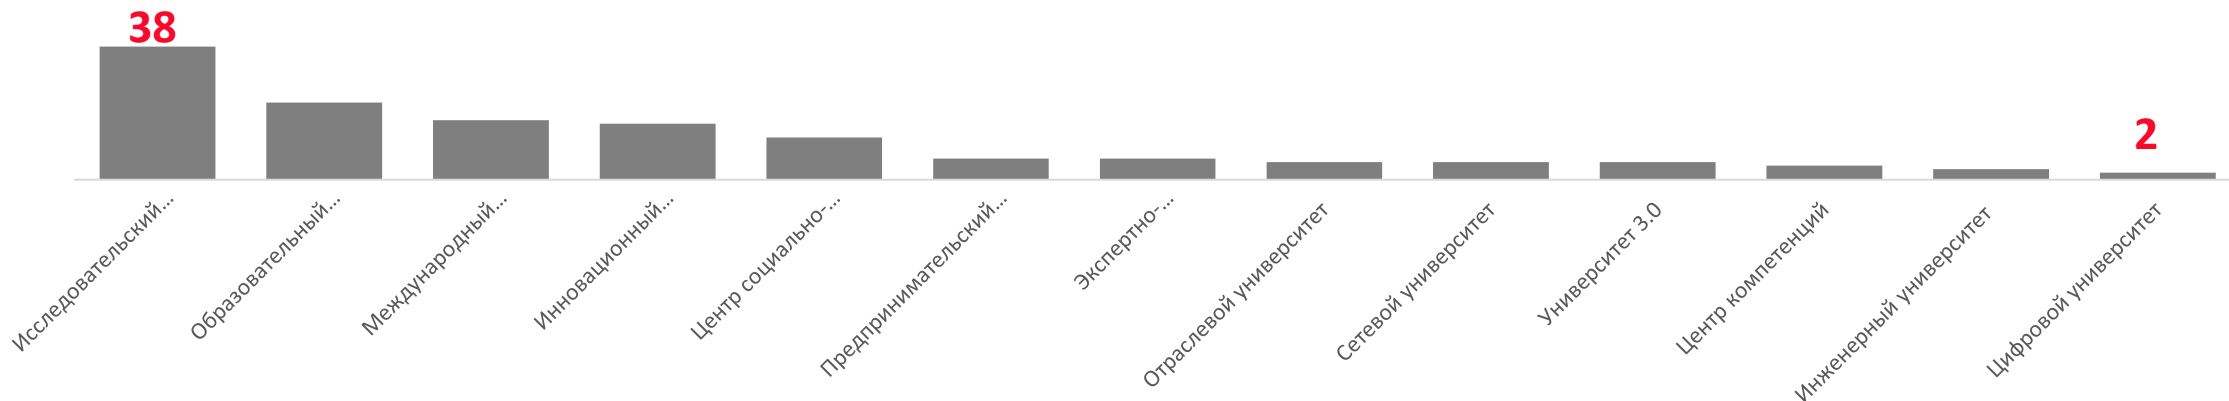 38
2
Исследовательский...
Образовательный...
Международный...
Инновационный...
Центр социально-...
Предпринимательский...
Экспертно-...
Отраслевой университет
Сетевой университет
Университет 3.0
Центр компетенций
Инженерный университет
Цифровой университет